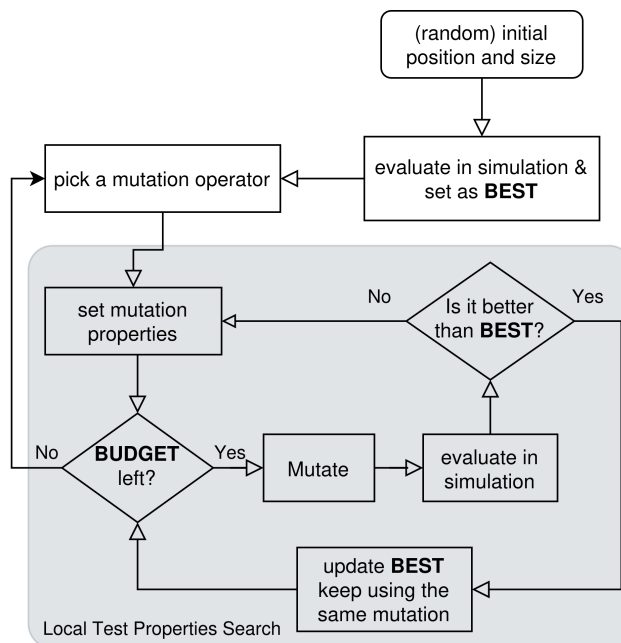 (random) initial
position and size
evaluate in simulation &
set as BEST
pick a mutation operator
set mutation
properties
No
Is it better
than BEST?
Yes
No
BUDGET
left?
Yes
Mutate
evaluate in
simulation
update BEST
keep using the
same mutation
Local Test Properties Search